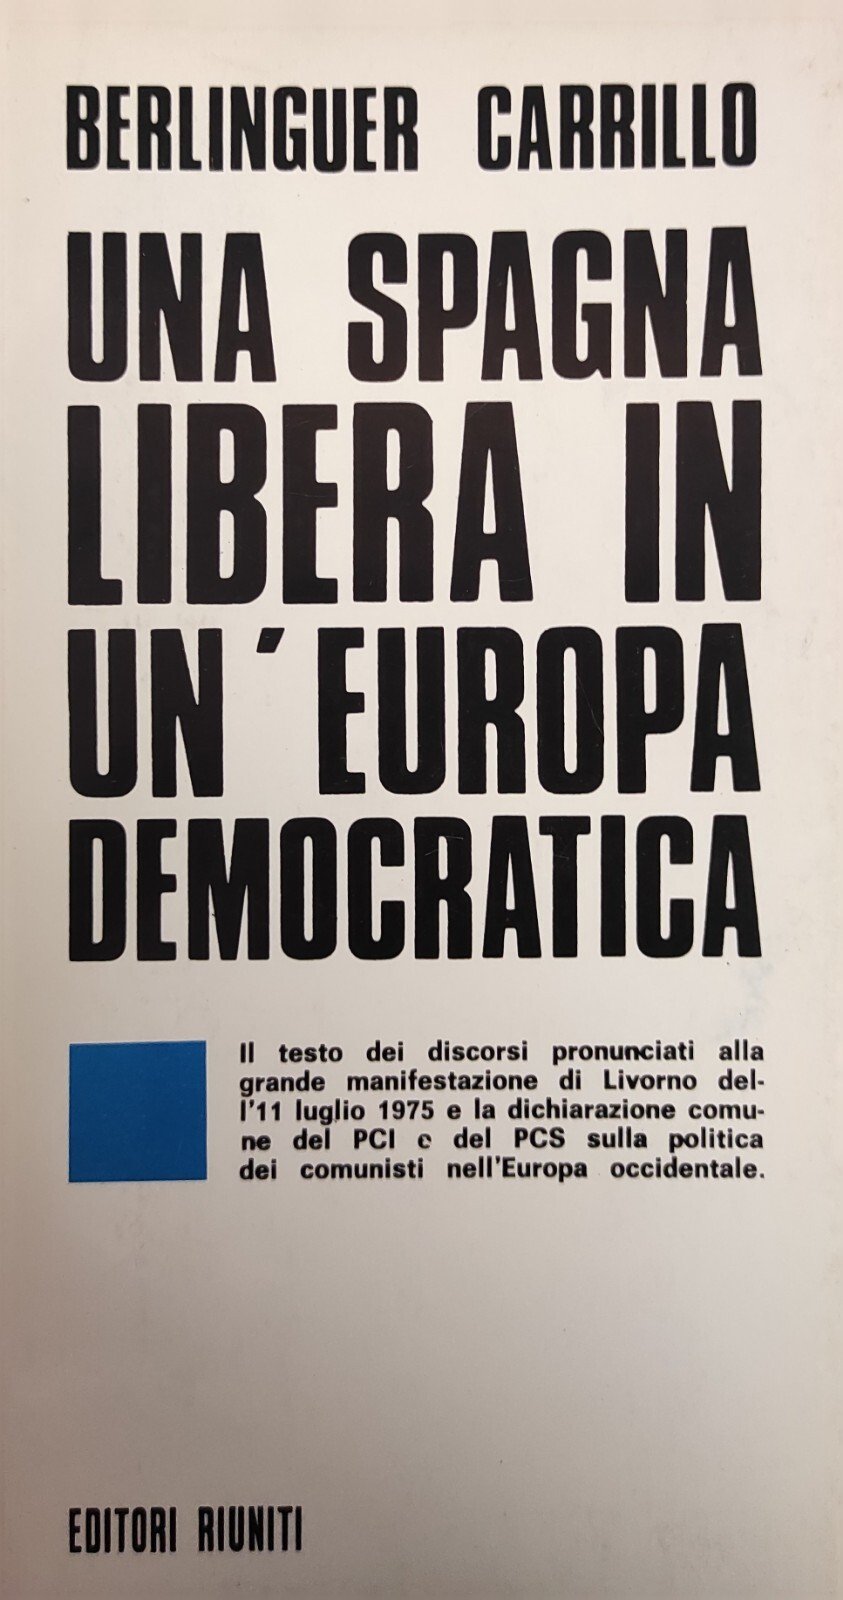 BERLINGUER CARRILLO
UNA SPAGNA
LIBERA IN
UN'EUROPA
DEMOCRATICA
Il testo dei discorsi pronunciati alla
grande manifestazione di Livorno del-
l'11 luglio 1975 e la dichiarazione comu-
ne del PCI e del PCS sulla politica
dei comunisti nell'Europa occidentale.
EDITORI RIUNITI